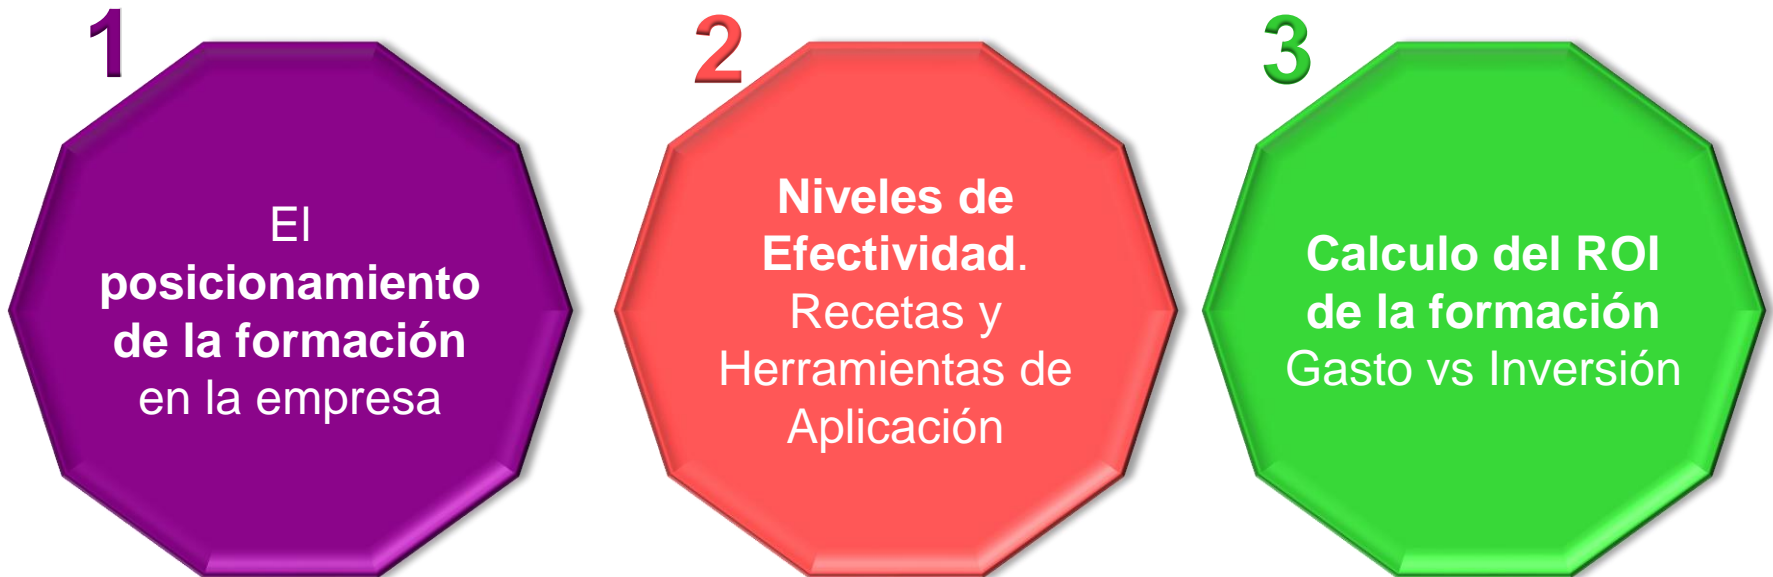 1
El
posicionamiento
de la formación
en la empresa
2
Niveles de
Efectividad.
Recetas y
Herramientas de
Aplicación
3
Calculo del ROI
de la formación
Gasto vs Inversión